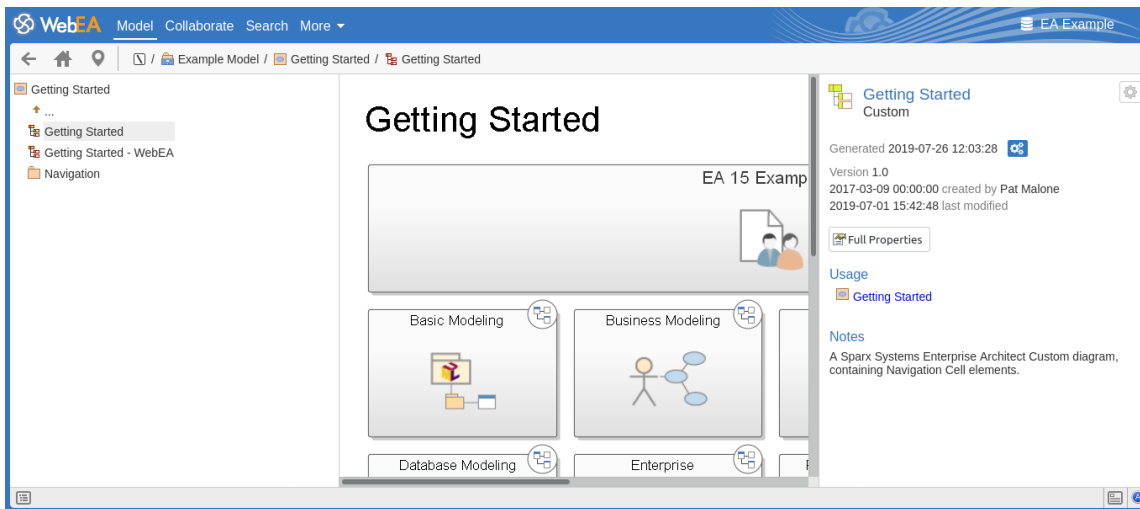 WebEA Model Collaborate Search More EA Example
/ Example Model / Getting Started / Getting Started
Getting Started
...
Getting Started
Getting Started - WebEA
Navigation
Getting Started
EA 15 Examp
Basic Modeling
Business Modeling
Database Modeling
Enterprise
Getting Started
Custom
Generated 2019-07-26 12:03:28
Version 1.0
2017-03-09 00:00:00 created by Pat Malone
2019-07-01 15:42:48 last modified
Full Properties
Usage
Getting Started
Notes
A Sparx Systems Enterprise Architect Custom diagram,
containing Navigation Cell elements.